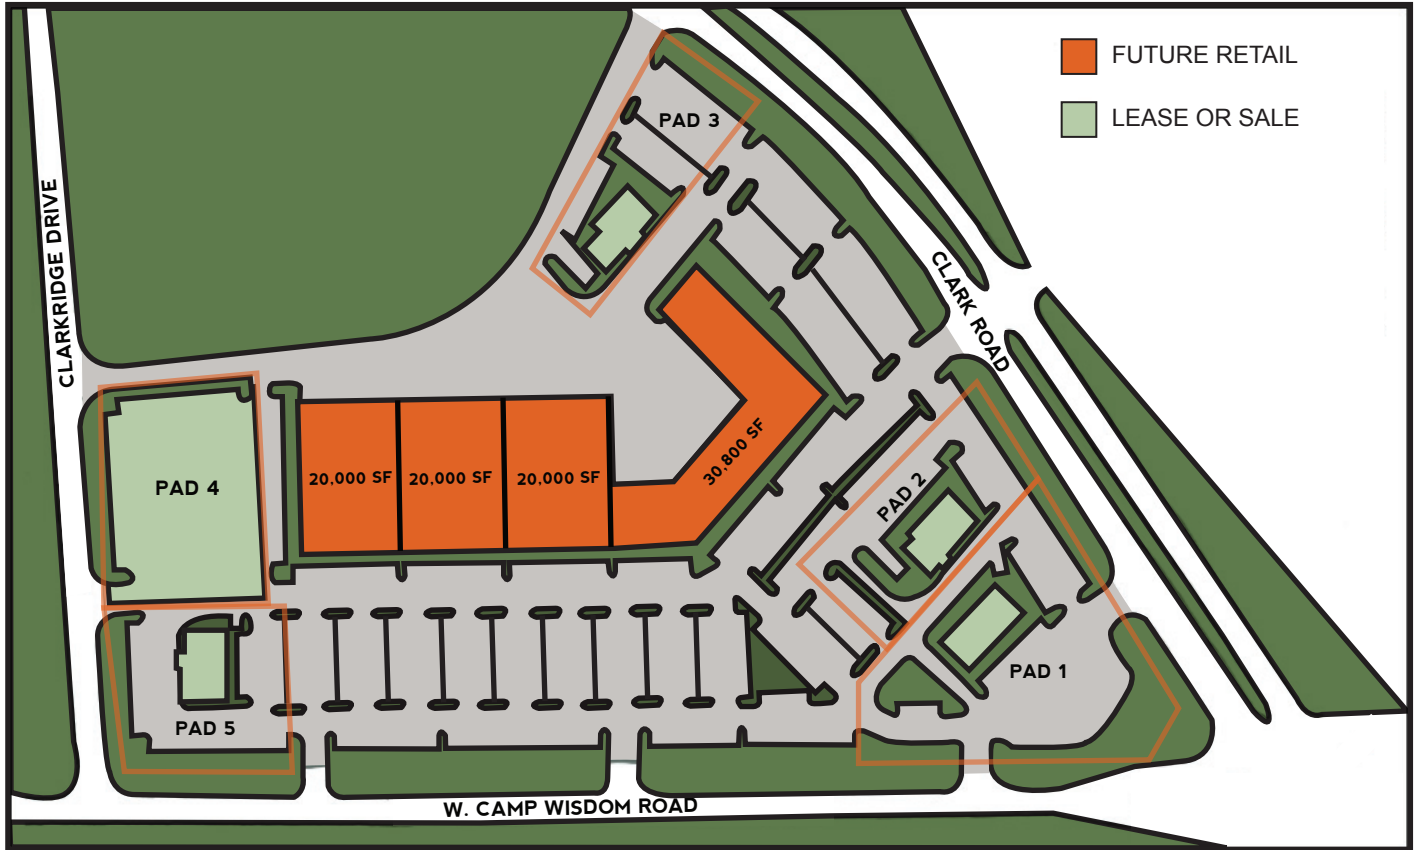 FUTURE RETAIL
LEASE OR SALE
PAD 3
CLARKRIDGE DRIVE
CLARK ROAD
PAD 4
20,000 SF
20,000 SF
20,000 SF
30,800 SF
PAD 2
PAD 1
PAD 5
W. CAMP WISDOM ROAD